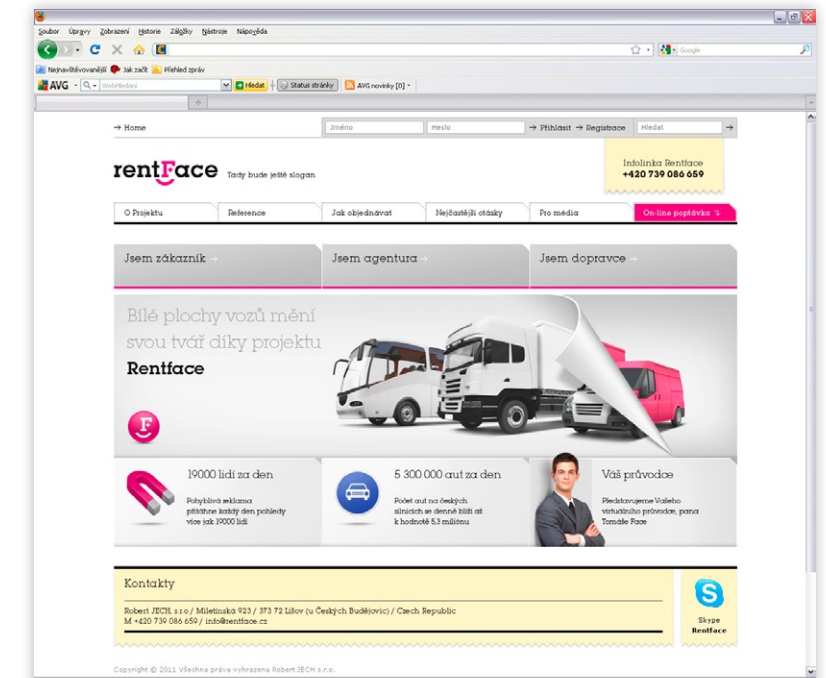 Soubor Úpravy Zobrazení Historie Záložky Nástroje Nápověda
Google
Nejnavštěvovanější Jak začít Přehled zpráv
AVG WebHledani Hledat Status stránky AVG novinky [0]
→ Home Jméno Heslo → Přihlásit → Registrace Hledat →
rentFace Tady bude ještě slogan
Infolinka Rentface
+420 739 086 659
O Projektu Reference Jak objednávat Nejčastější otázky Pro média On-line poptávka
Jsem zákazník → Jsem agentura → Jsem dopravce →
Bílé plochy vozů mění
svou tvář díky projektu
Rentface
F
19000 lidí za den
Pohyblivá reklama
přitáhne každý den pohledy
více jak 19000 lidí
5 300 000 aut za den
Počet aut na českých
silnicích se denně blíží až
k hodnotě 5,3 miliónu
Váš průvodce
Představujeme Vašeho
virtuálního průvodce, pana
Tomáše Face
Kontakty
Robert JECH, s.r.o / Miletínská 923 / 373 72 Lišov (u Českých Budějovic) / Czech Republic
M +420 739 086 659 / info@rentface.cz
S
Skype
Rentface
Copyright © 2011 Všechna práva vyhrazena Robert JECH s.r.o.